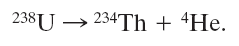 ²³⁸U → ²³⁴Th + ⁴He.